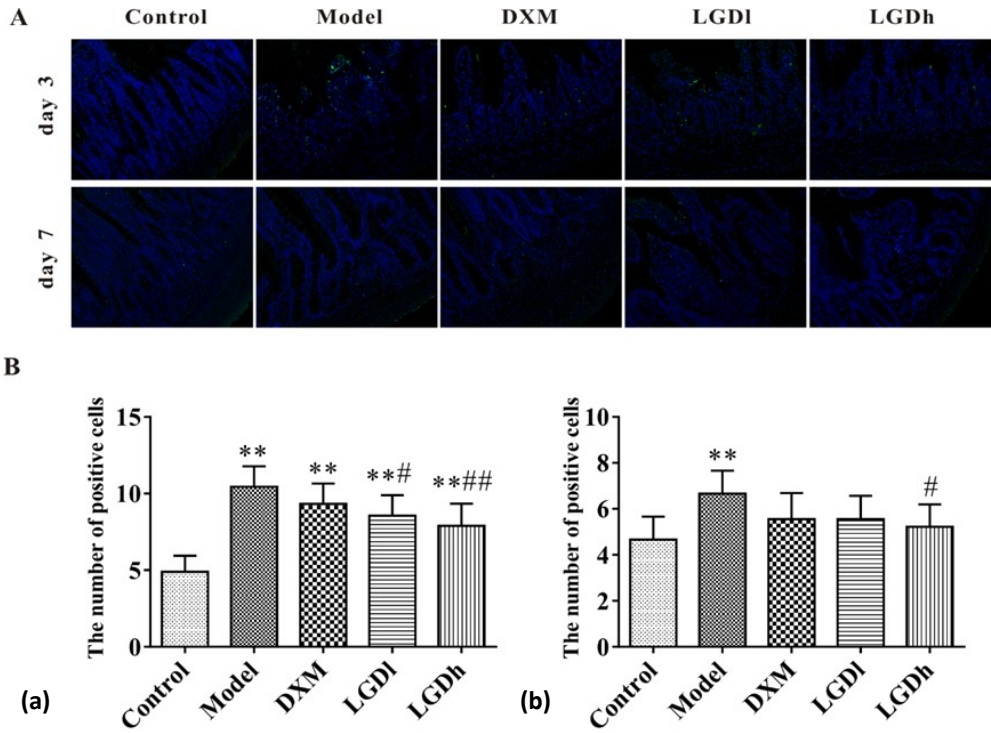 A
Control Model DXM LGDl LGDh
day 3
day 7
B
The number of positive cells
15
10
5
0
**
**
**#
**##
Control
Model
DXM
LGDl
LGDh
(a)
The number of positive cells
10
8
6
4
2
0
**
#
Control
Model
DXM
LGDl
LGDh
(b)